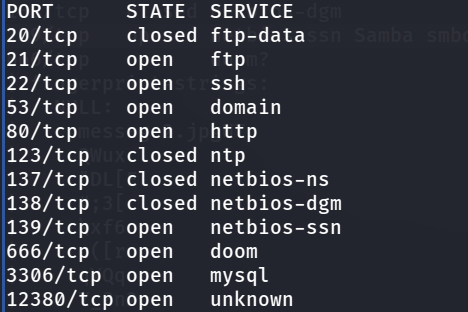 PORT STATE SERVICE
20/tcp closed ftp-data
21/tcp open ftp
22/tcp open ssh
53/tcp open domain
80/tcp open http
123/tcp closed ntp
137/tcp closed netbios-ns
138/tcp closed netbios-dgm
139/tcp open netbios-ssn
666/tcp open doom
3306/tcp open mysql
12380/tcp open unknown